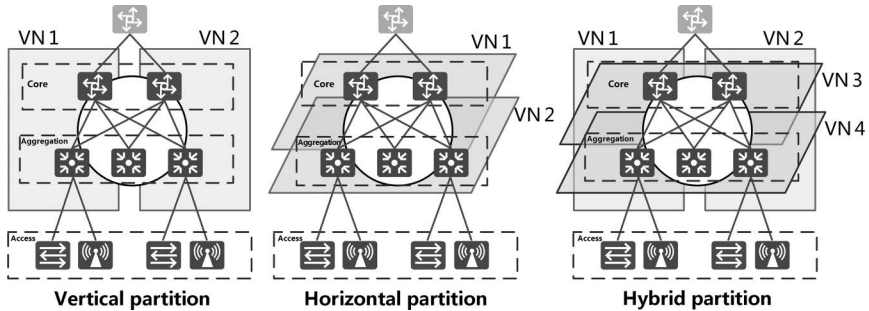 VN 1
VN 2
Core
Aggregation
Access
Vertical partition
VN 1
Core
VN 2
Aggregation
Access
Horizontal partition
VN 1
VN 2
Core
VN 3
VN 4
Aggregation
Access
Hybrid partition